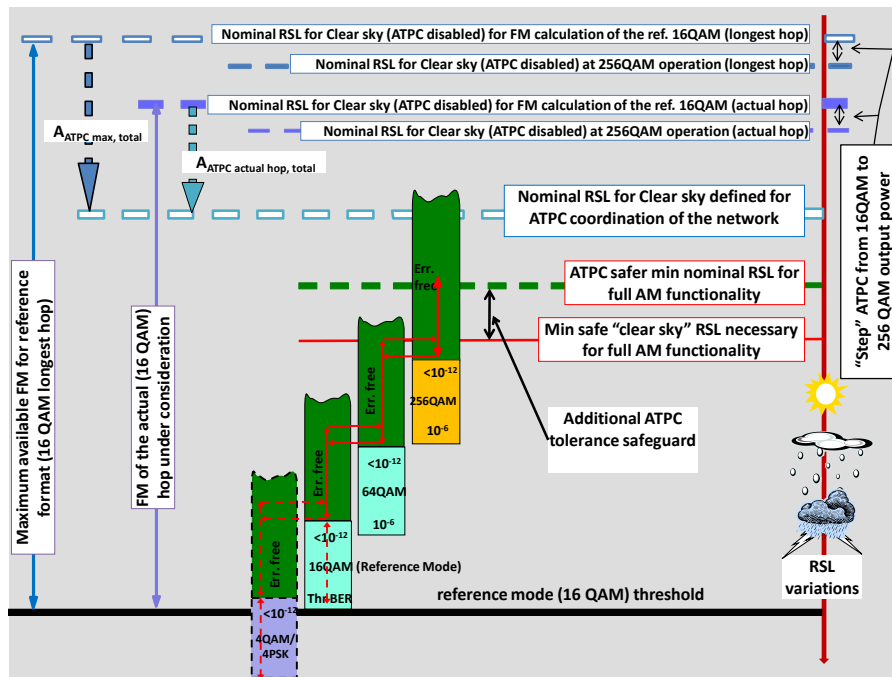 Nominal RSL for Clear sky (ATPC disabled) for FM calculation of the ref. 16QAM (longest hop)
Nominal RSL for Clear sky (ATPC disabled) at 256QAM operation (longest hop)
Nominal RSL for Clear sky (ATPC disabled) for FM calculation of the ref. 16QAM (actual hop)
Nominal RSL for Clear sky (ATPC disabled) at 256QAM operation (actual hop)
A ATPC max, total
A ATPC actual hop, total
Nominal RSL for Clear sky defined for
ATPC coordination of the network
ATPC safer min nominal RSL for
full AM functionality
Min safe “clear sky” RSL necessary
for full AM functionality
“Step” ATPC from 16QAM to
256 QAM output power
Maximum available FM for reference
format (16 QAM longest hop)
FM of the actual (16 QAM)
hop under consideration
Additional ATPC
tolerance safeguard
Err.
free
<10-12
256QAM
10-6
Err. free
<10-12
64QAM
10-6
Err. free
<10-12
16QAM (Reference Mode)
Thr BER
Err. free
<10-12
4QAM/
4PSK
reference mode (16 QAM) threshold
RSL
variations